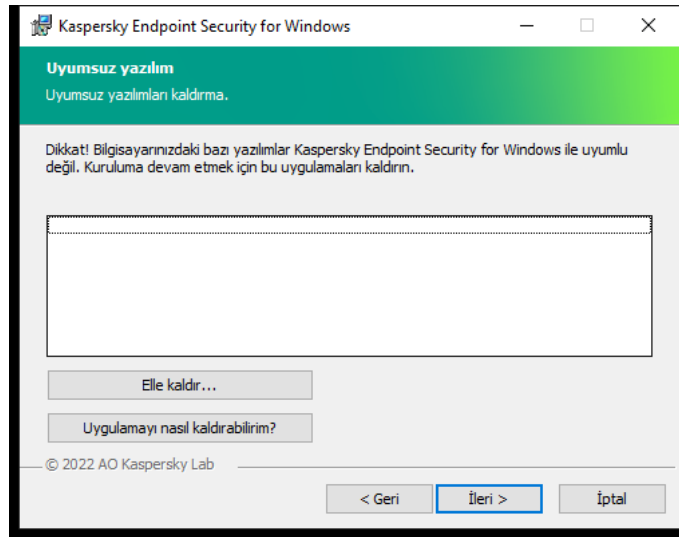 Kaspersky Endpoint Security for Windows
Uyumsuz yazılım
Uyumsuz yazılımları kaldırma.
Dikkat! Bilgisayarınızdaki bazı yazılımlar Kaspersky Endpoint Security for Windows ile uyumlu
değil. Kuruluma devam etmek için bu uygulamaları kaldırın.
Elle kaldır...
Uygulamayı nasıl kaldırabilirim?
© 2022 AO Kaspersky Lab
< Geri
İleri >
İptal